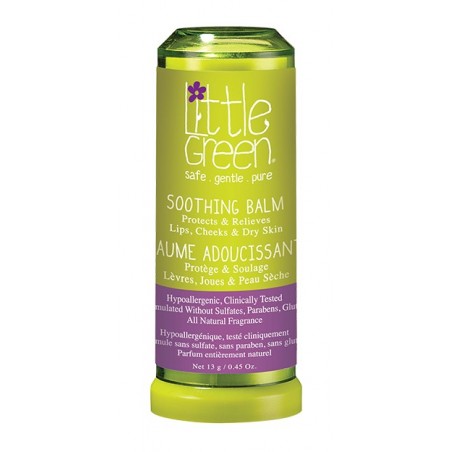 Little
Green®
safe . gentle . pure
SOOTHING BALM
Protects & Relieves
Lips, Cheeks & Dry Skin
AUME ADOUCISSANT
Protège & Soulage
Lèvres, Joues & Peau Sèche
Hypoallergenic, Clinically Tested
mulated Without Sulfates, Parabens, Glu
All Natural Fragrance
Hypoallergénique, testé cliniquement
mule sans sulfate, sans paraben, sans glu
Parfum entièrement naturel
Net 13 g / 0.45 Oz.